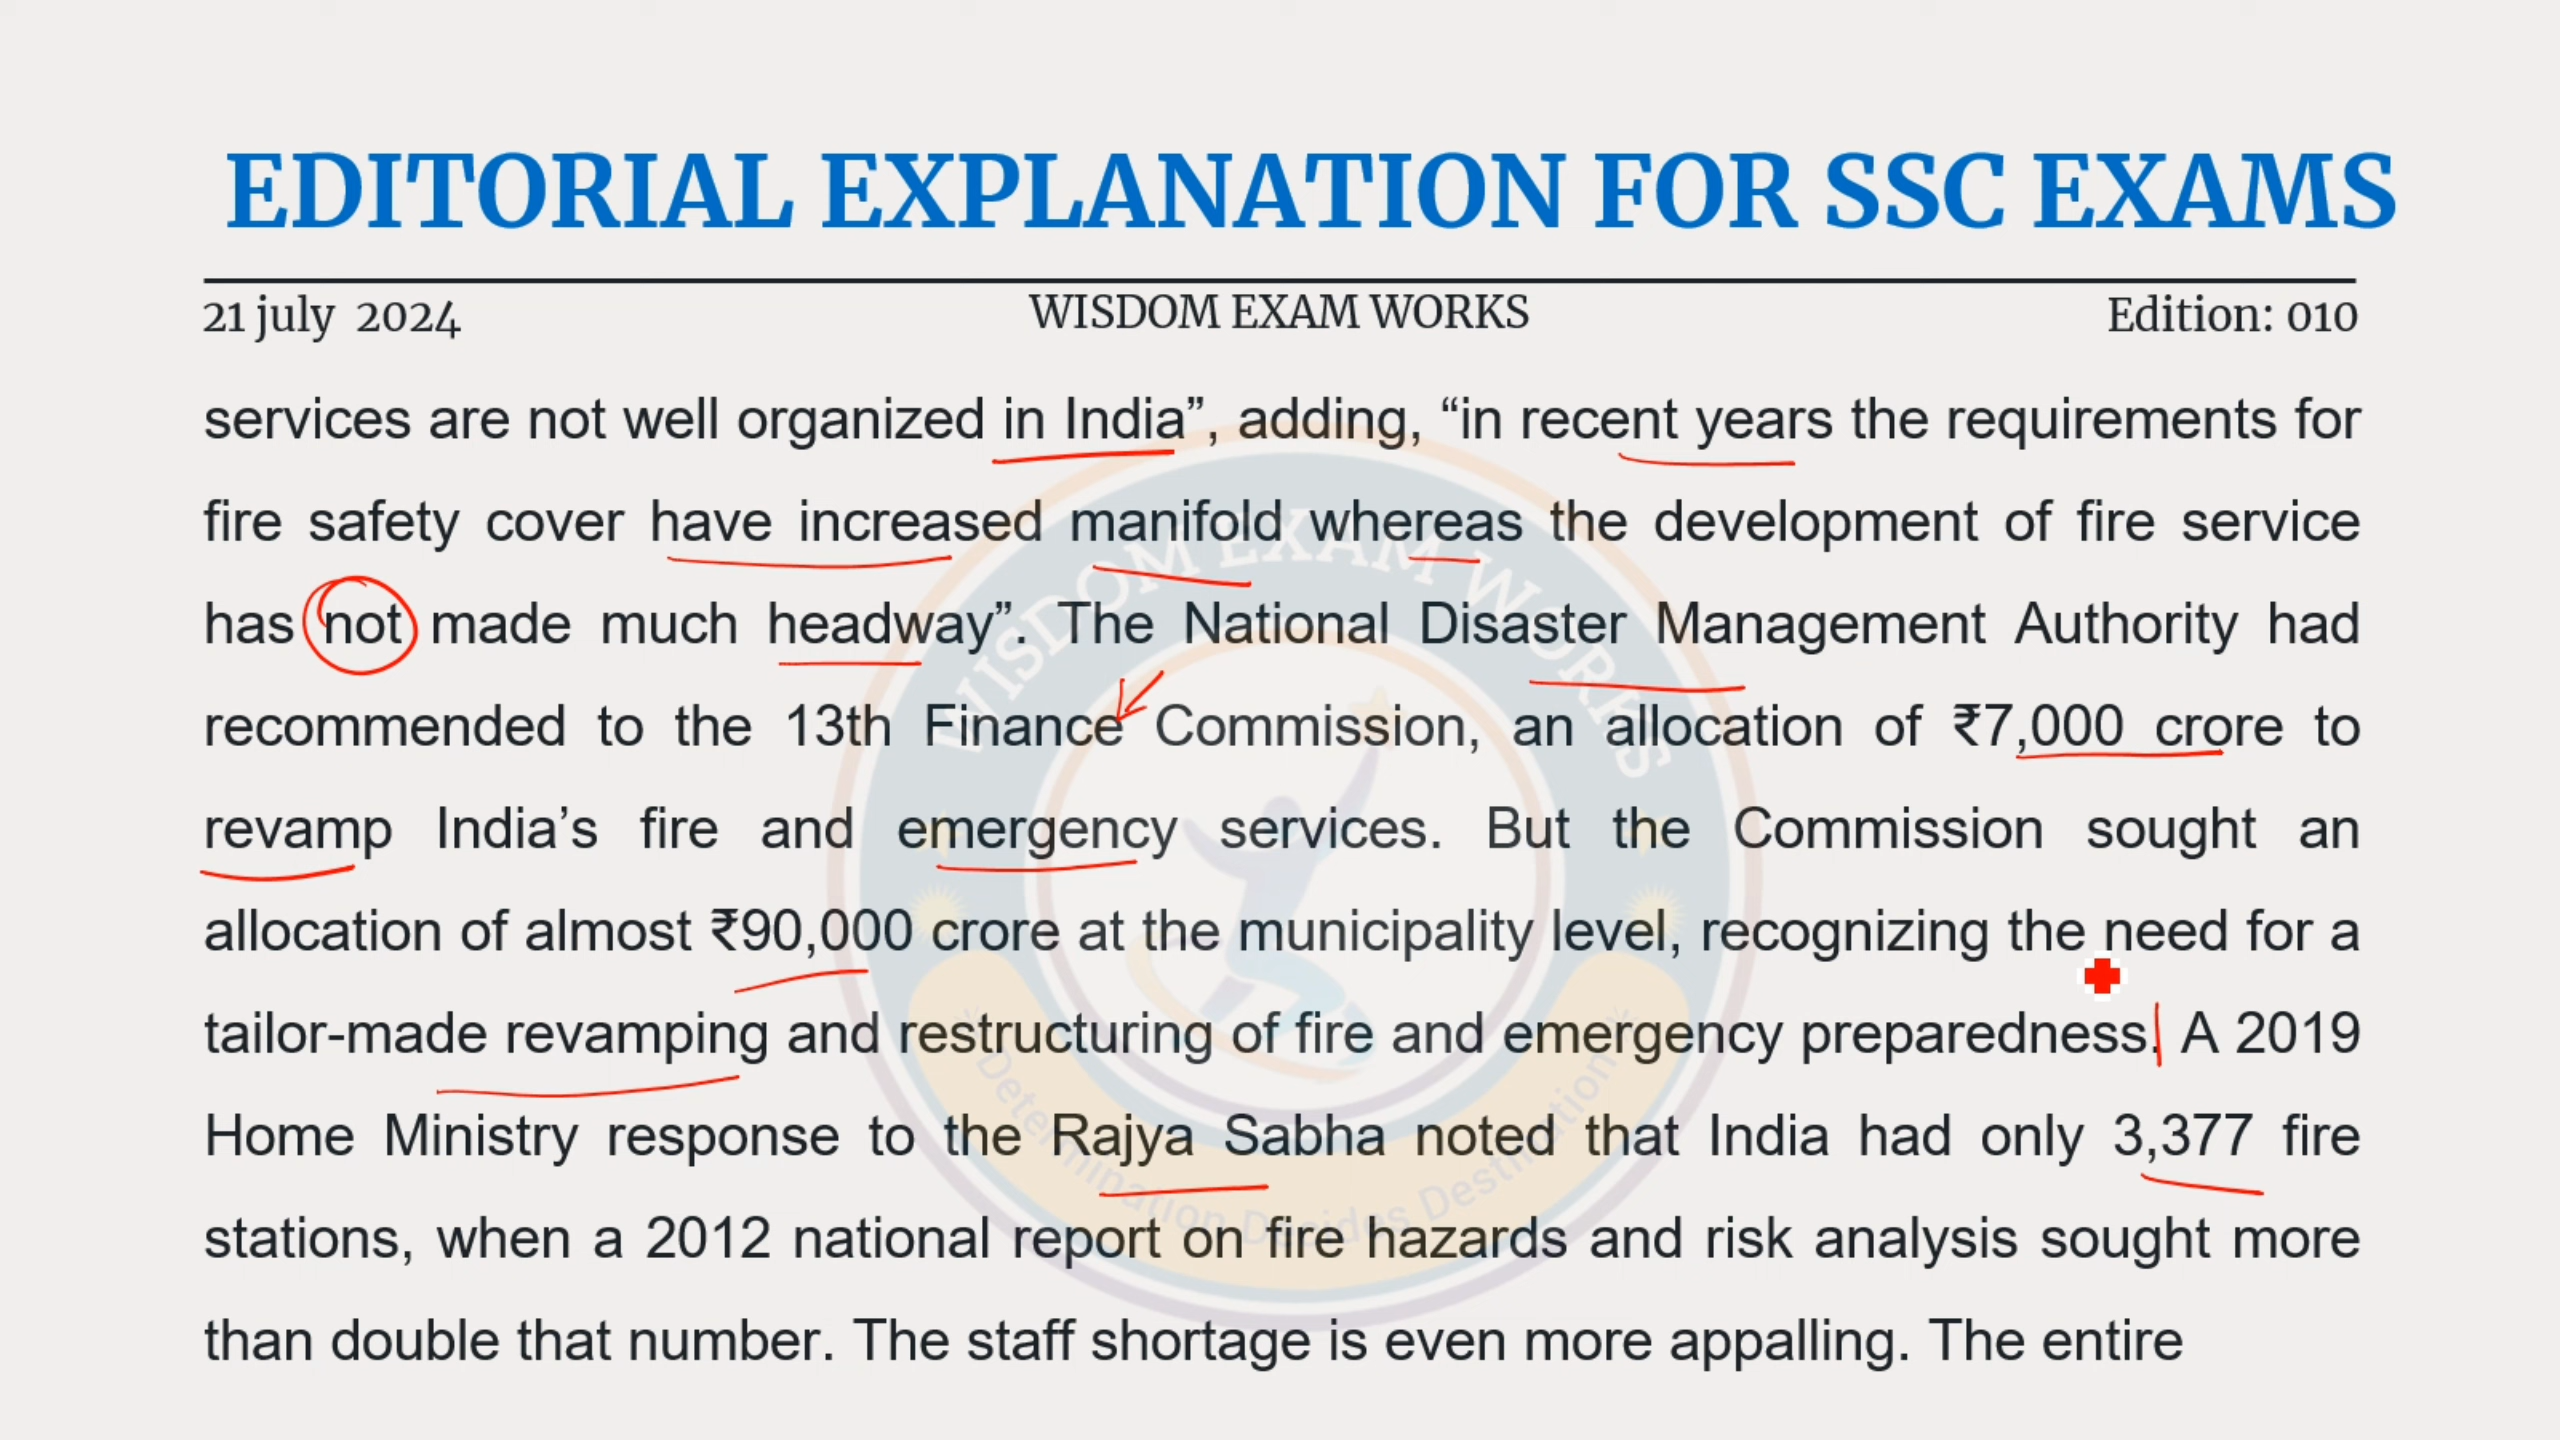 EDITORIAL EXPLANATION FOR SSC EXAMS
21 july 2024 WISDOM EXAM WORKS Edition: 010
services are not well organized in India”, adding, “in recent years the requirements for
fire safety cover have increased manifold whereas the development of fire service
has not made much headway”. The National Disaster Management Authority had
recommended to the 13th Finance Commission, an allocation of ₹7,000 crore to
revamp India’s fire and emergency services. But the Commission sought an
allocation of almost ₹90,000 crore at the municipality level, recognizing the need for a
tailor-made revamping and restructuring of fire and emergency preparedness. A 2019
Home Ministry response to the Rajya Sabha noted that India had only 3,377 fire
stations, when a 2012 national report on fire hazards and risk analysis sought more
than double that number. The staff shortage is even more appalling. The entire
WISDOM EXAM WORKS
"Determination Decides Destination"